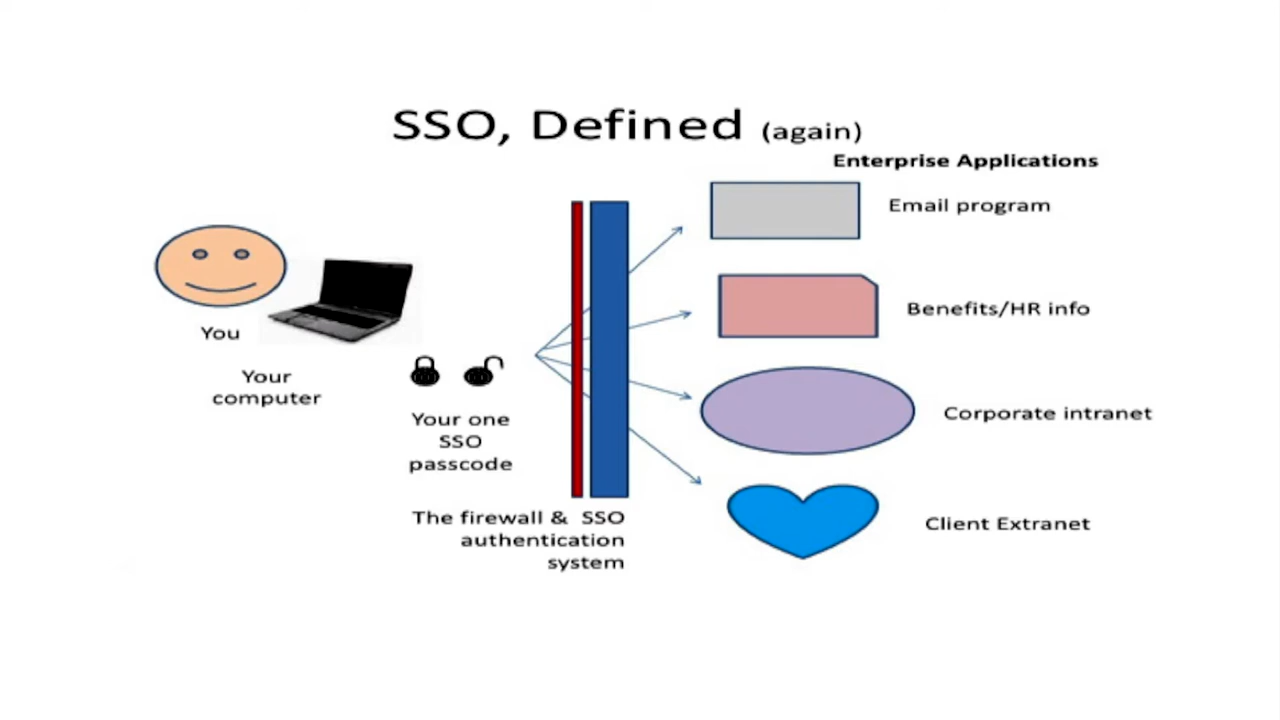 SSO, Defined (again)
Enterprise Applications
Email program
You
Your
computer
Benefits/HR info
Your one
SSO
passcode
Corporate intranet
The firewall & SSO
authentication
system
Client Extranet